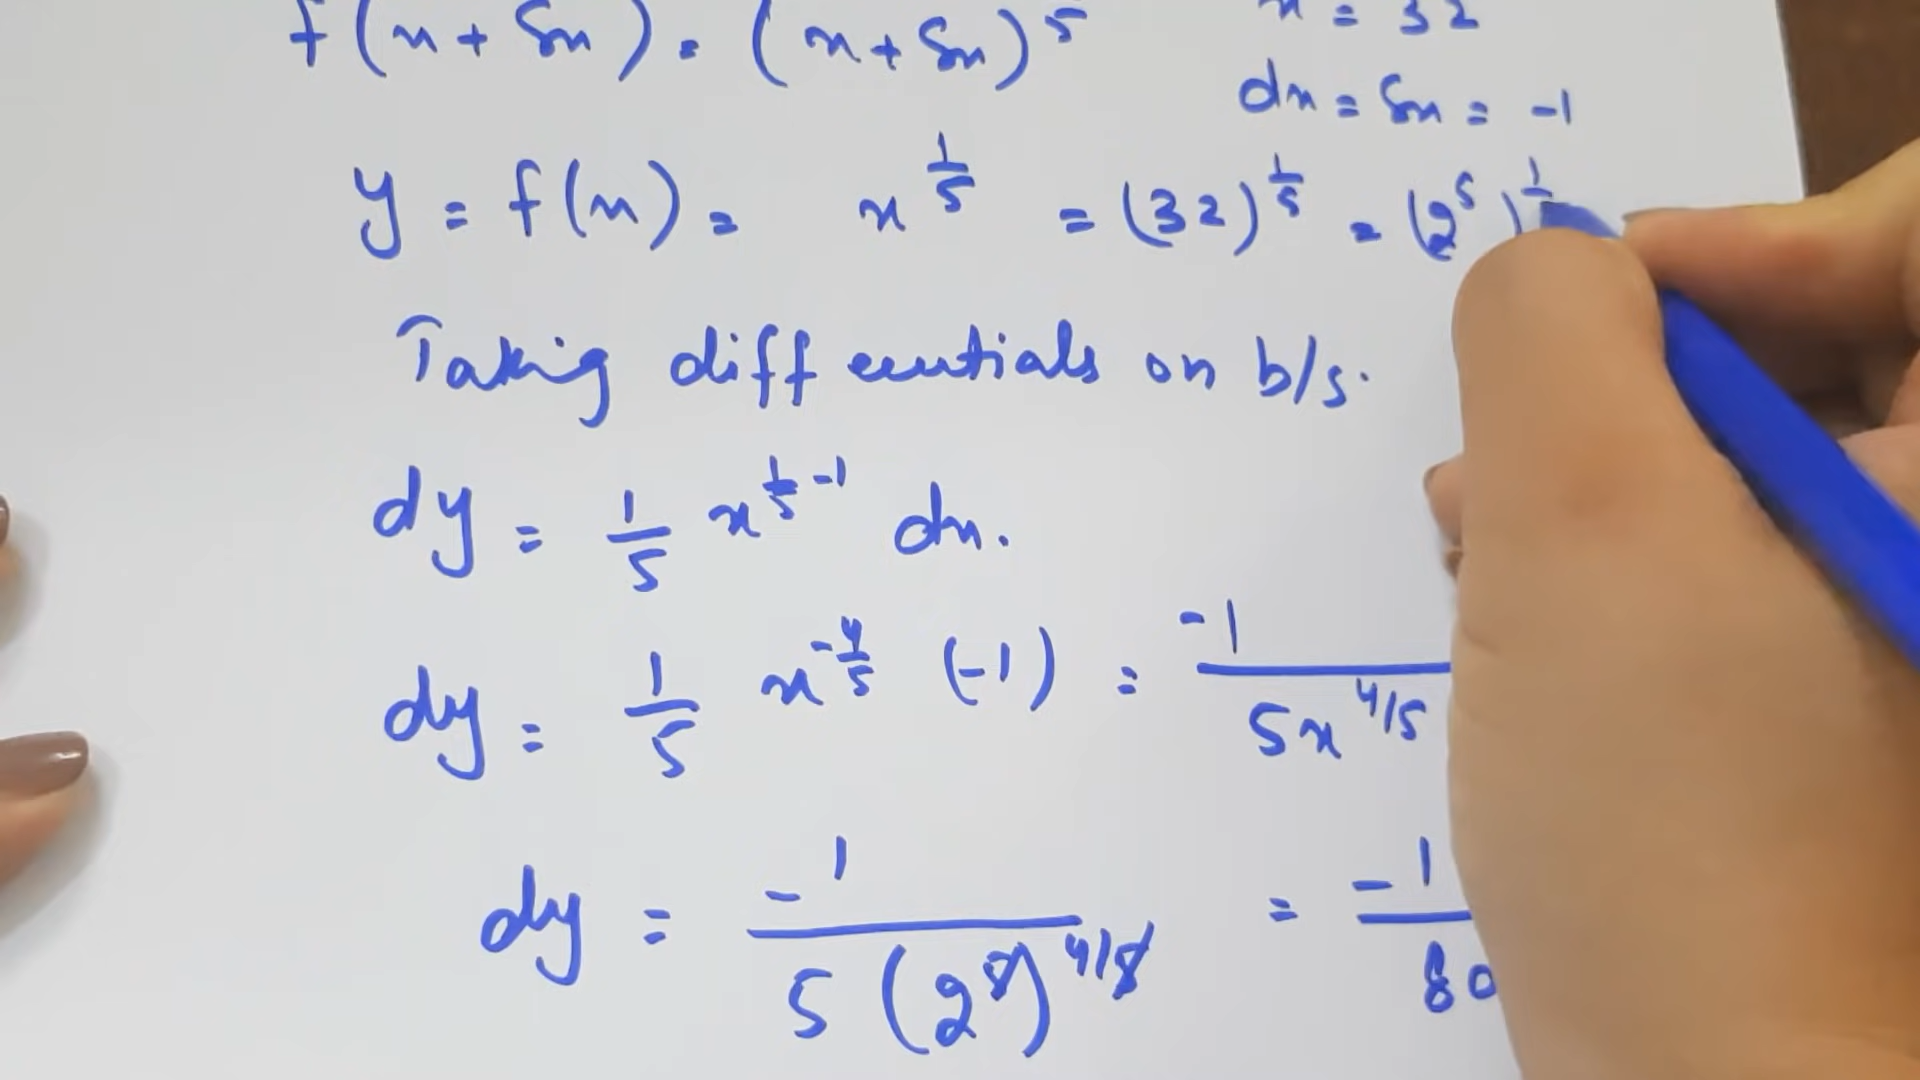 f(x + δx) = (x + δx)^5
x = 32
dx = δx = -1
y = f(x) = x^(1/5) = (32)^(1/5) = (2^5)^1/
Taking differentials on b/s.
dy = 1/5 x^(1/5 - 1) dx.
dy = 1/5 x^(-4/5) (-1) = -1/(5x^(4/5))
dy = -1/(5(2^5)^(4/5)) = -1/80